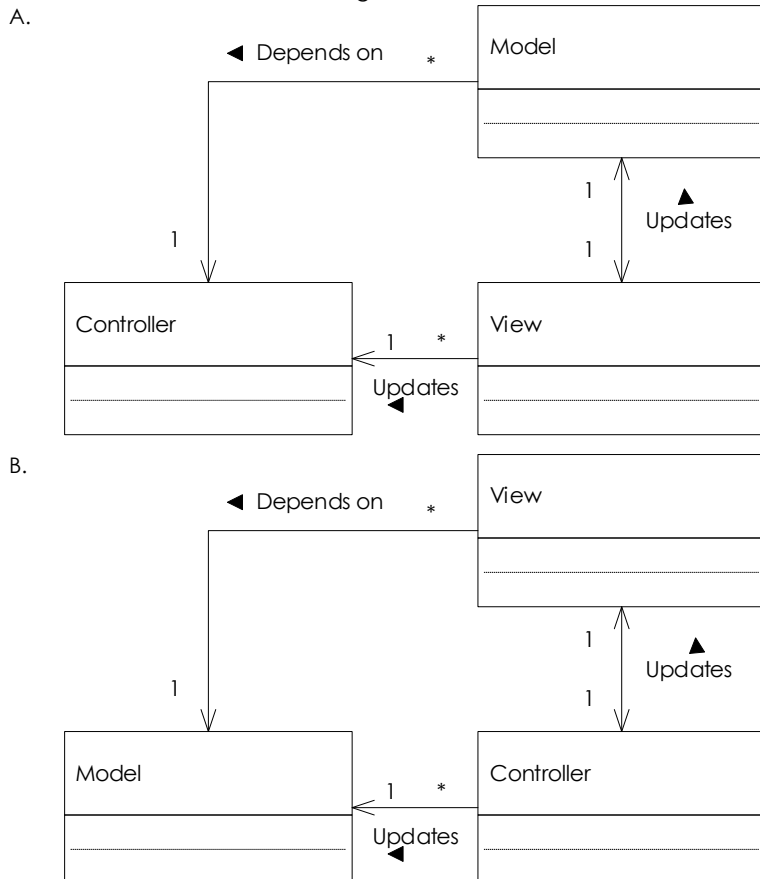 A.
Model
◄ Depends on
*
1
▲
Updates
1
1
Controller
View
1 *
Updates
◄
B.
View
◄ Depends on
*
1
▲
Updates
1
1
Model
Controller
1 *
Updates
◄